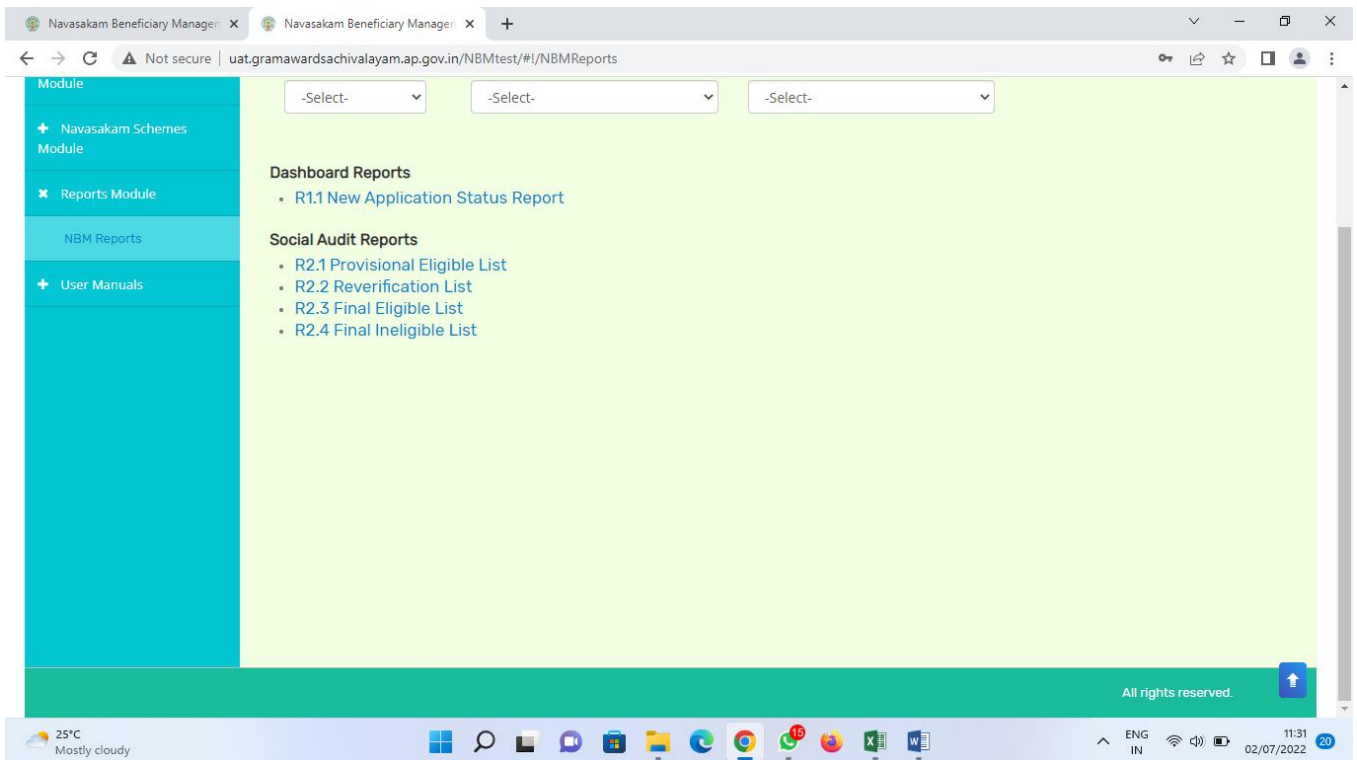 Navasakam Beneficiary Managem
Navasakam Beneficiary Managem
Not secure | uat.gramawardsachivalayam.ap.gov.in/NBMtest/#!/NBMReports
Module
Navasakam Schemes
Module
Reports Module
NBM Reports
User Manuals
-Select- -Select- -Select-
Dashboard Reports
• R1.1 New Application Status Report
Social Audit Reports
• R2.1 Provisional Eligible List
• R2.2 Reverification List
• R2.3 Final Eligible List
• R2.4 Final Ineligible List
All rights reserved.
25°C
Mostly cloudy
15
ENG
IN
11:31
02/07/2022
20